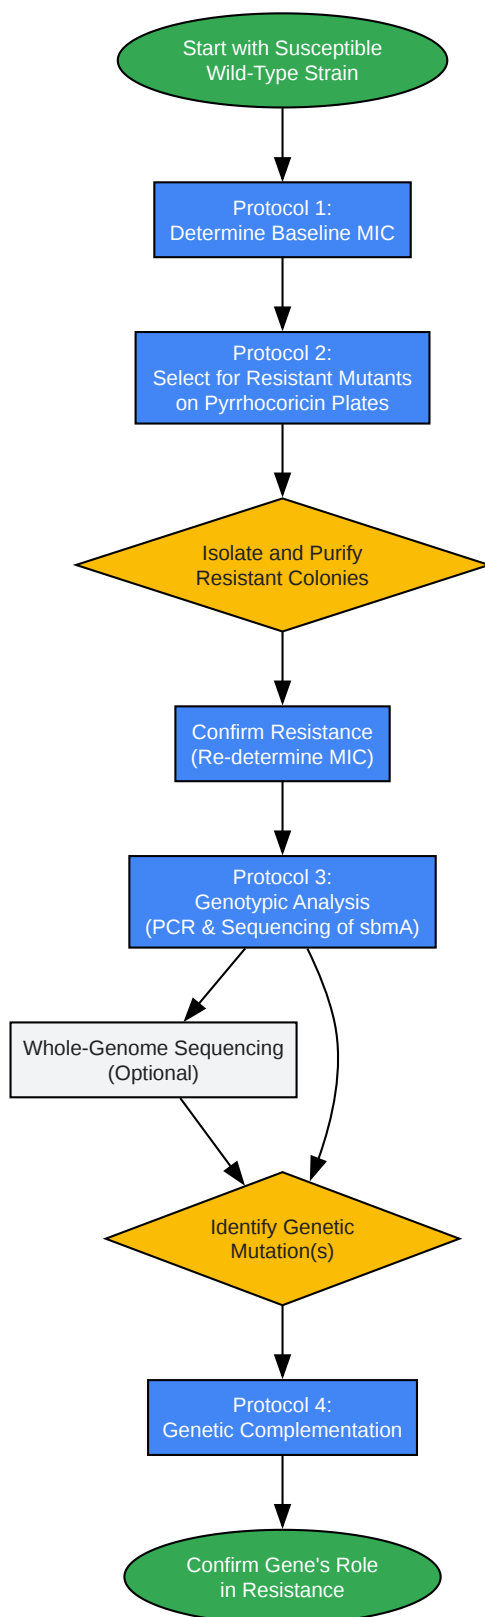 Start with Susceptible
Wild-Type Strain
Protocol 1:
Determine Baseline MIC
Protocol 2:
Select for Resistant Mutants
on Pyrrhocoricin Plates
Isolate and Purify
Resistant Colonies
Confirm Resistance
(Re-determine MIC)
Protocol 3:
Genotypic Analysis
(PCR & Sequencing of sbmA)
Whole-Genome Sequencing
(Optional)
Identify Genetic
Mutation(s)
Protocol 4:
Genetic Complementation
Confirm Gene's Role
in Resistance